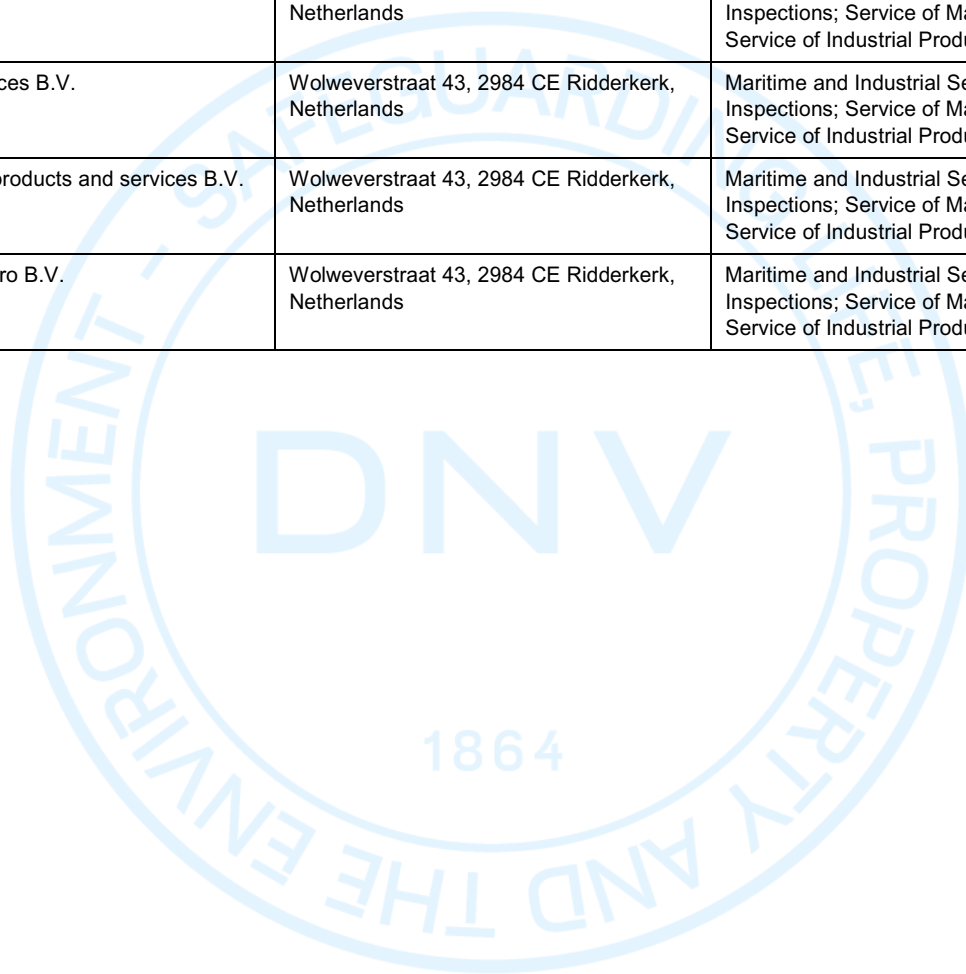 Netherlands
Inspections; Service of Ma
Service of Industrial Produ
ces B.V.
Wolweverstraat 43, 2984 CE Ridderkerk,
Netherlands
Maritime and Industrial Se
Inspections; Service of Ma
Service of Industrial Produ
products and services B.V.
Wolweverstraat 43, 2984 CE Ridderkerk,
Netherlands
Maritime and Industrial Se
Inspections; Service of Ma
Service of Industrial Produ
ro B.V.
Wolweverstraat 43, 2984 CE Ridderkerk,
Netherlands
Maritime and Industrial Se
Inspections; Service of Ma
Service of Industrial Produ
SAFEGUARDING LIFE, PROPERTY AND THE ENVIRONMENT -
DNV
1864